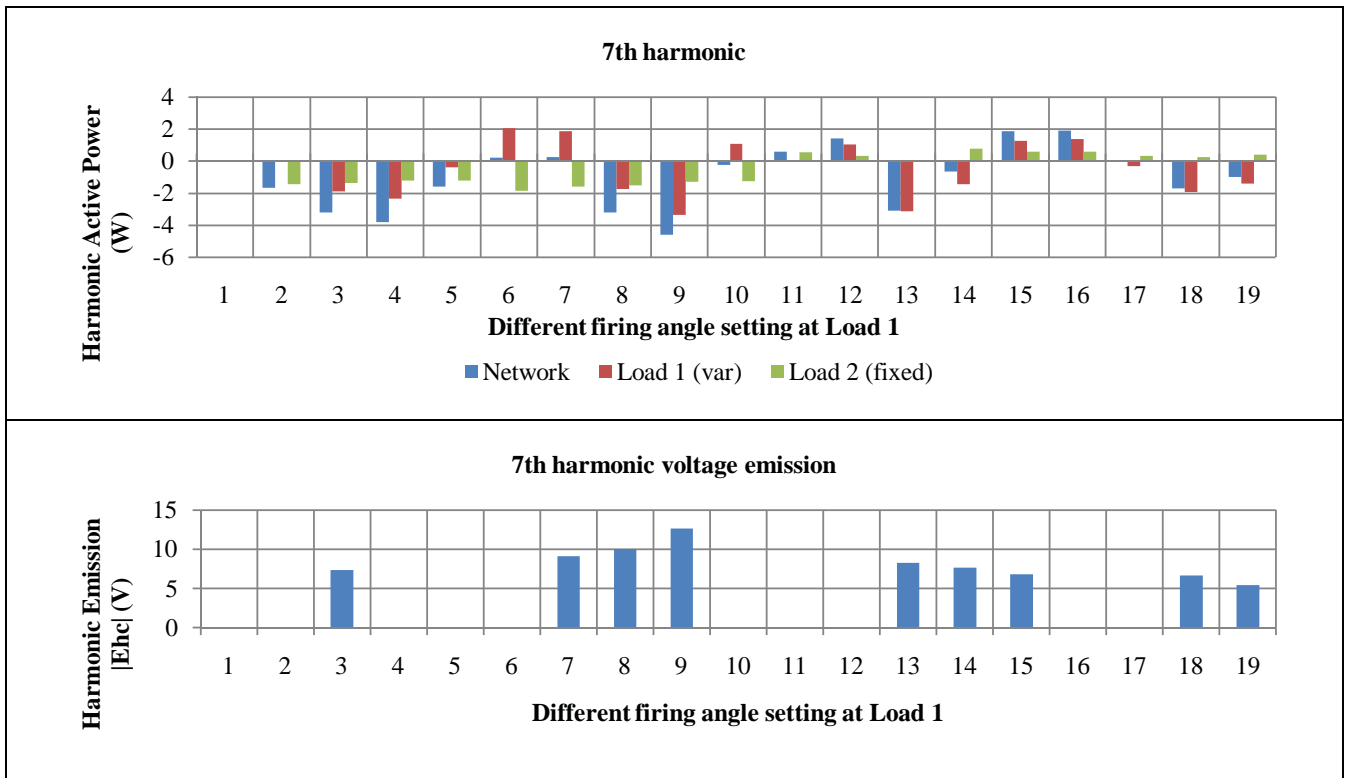 7th harmonic
Harmonic Active Power
(W)
4
2
0
-2
-4
-6
1 2 3 4 5 6 7 8 9 10 11 12 13 14 15 16 17 18 19
Different firing angle setting at Load 1
Network Load 1 (var) Load 2 (fixed)
7th harmonic voltage emission
Harmonic Emission
|Ehc| (V)
15
10
5
0
1 2 3 4 5 6 7 8 9 10 11 12 13 14 15 16 17 18 19
Different firing angle setting at Load 1